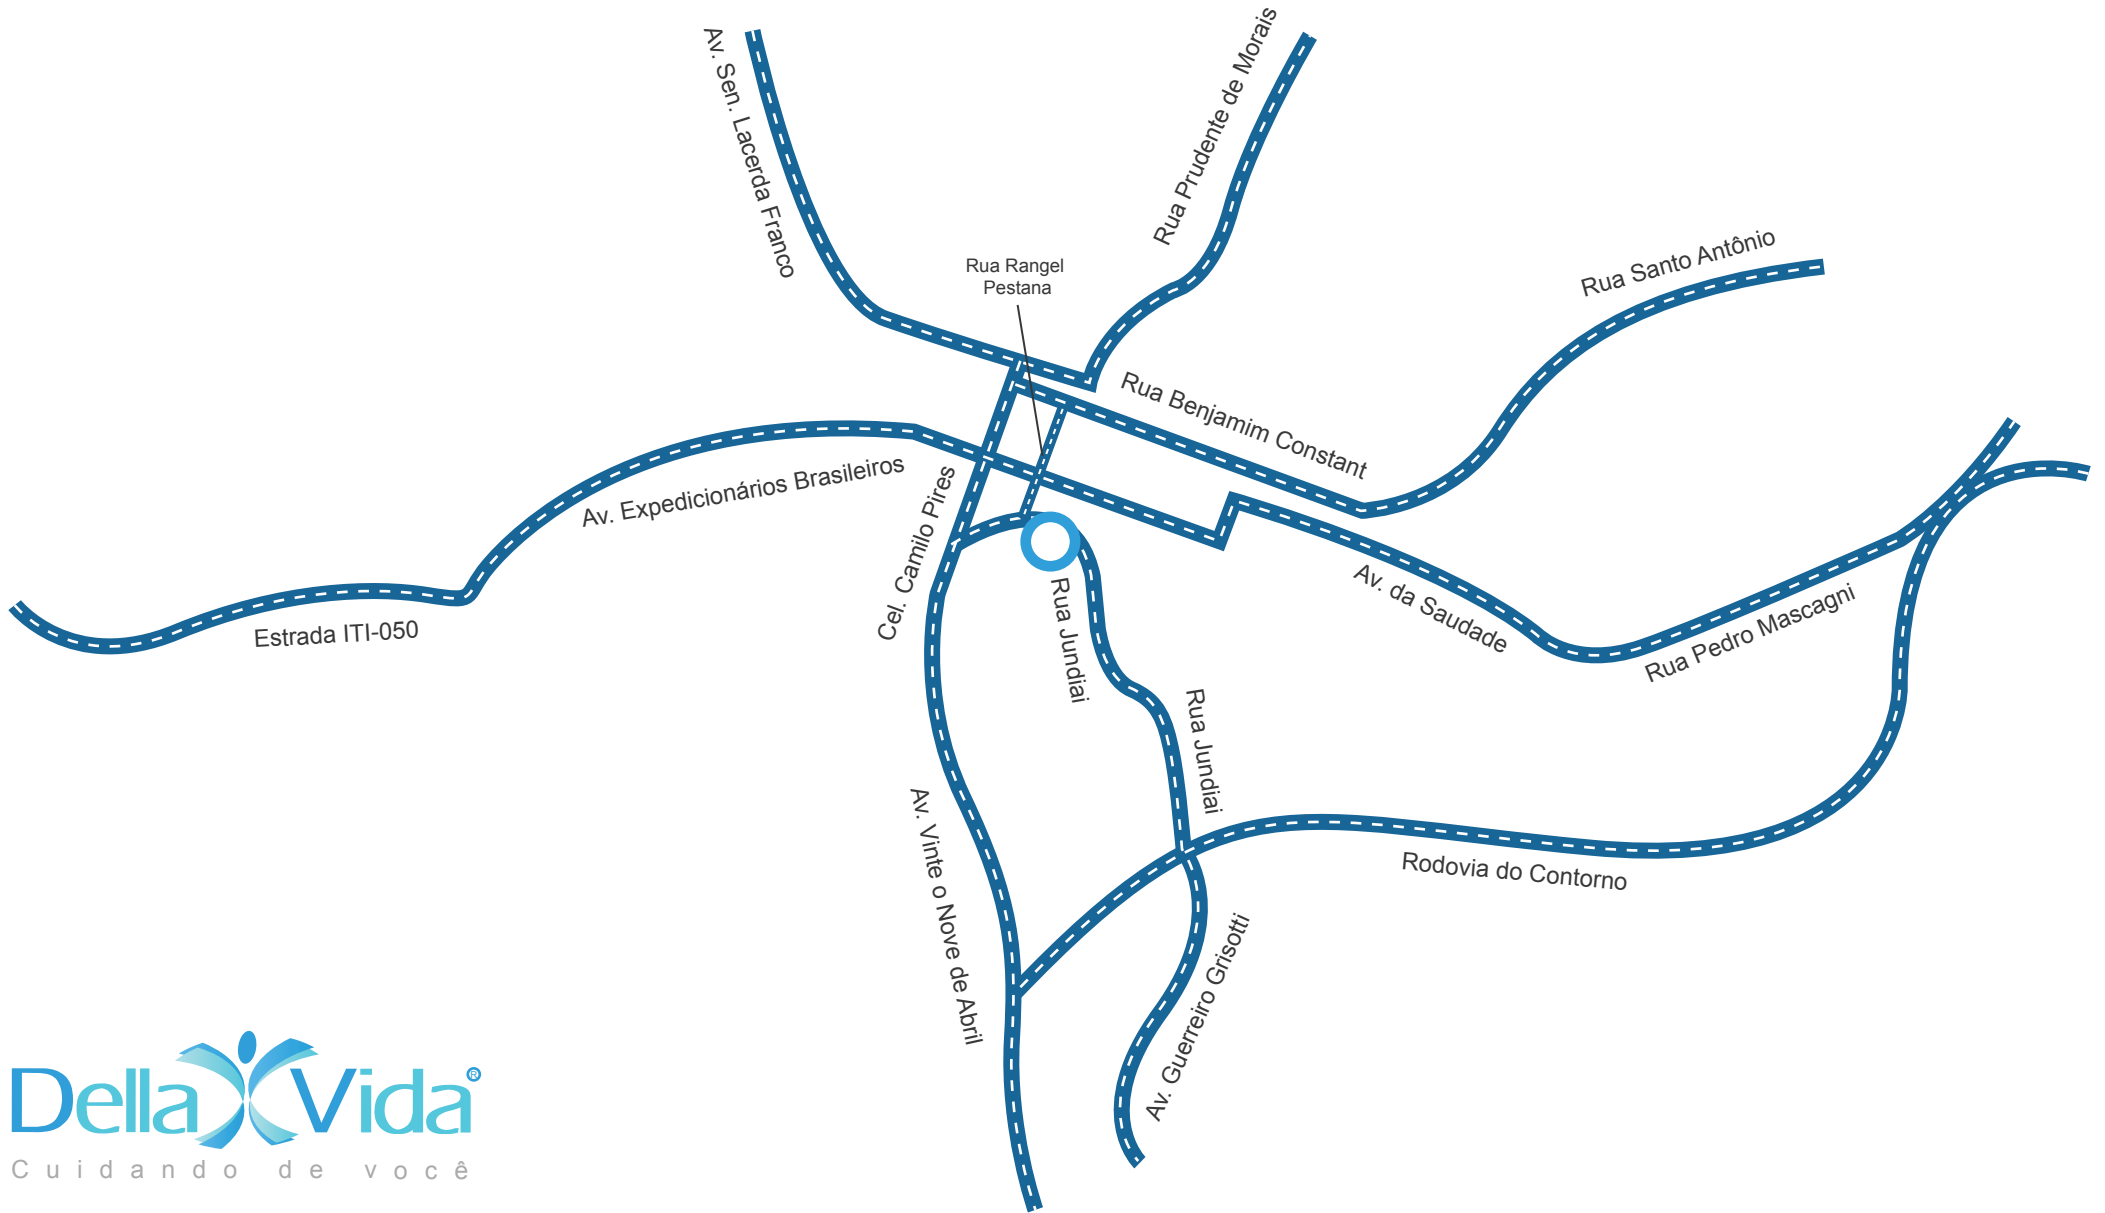 Av. Sen. Lacerda Franco
Rua Prudente de Morais
Rua Rangel
Pestana
Rua Santo Antônio
Rua Benjamim Constant
Av. Expedicionários Brasileiros
Cel. Camilo Pires
Estrada ITI-050
Rua Jundiai
Av. da Saudade
Rua Pedro Mascagni
Rua Jundiai
Av. Vinte o Nove de Abril
Rodovia do Contorno
Av. Guerreiro Grisotti
Della Vida®
Cuidando de você